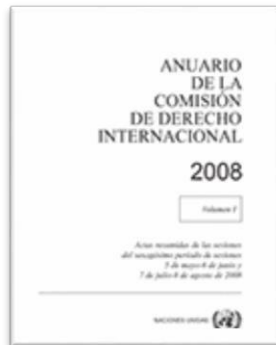 ANUARIO
DE LA
COMISIÓN
DE DERECHO
INTERNACIONAL
2008
Volumen I
Actas resumidas de las sesiones
del sexagésimo período de sesiones
5 de mayo-6 de junio y
7 de julio-8 de agosto de 2008
NACIONES UNIDAS